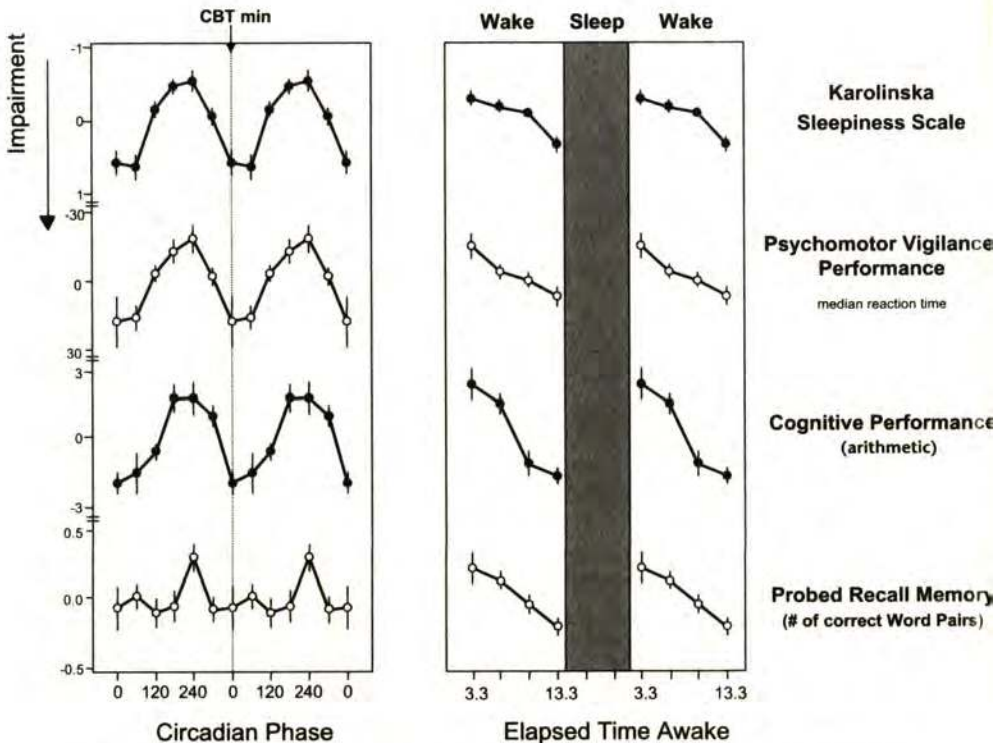 CBT min
Wake Sleep Wake
Impairment
-1
0
1
-30
0
30
3
0
-3
0.5
0.0
-0.5
0 120 240 0 120 240 0
Circadian Phase
3.3 13.3 3.3 13.3
Elapsed Time Awake
Karolinska
Sleepiness Scale
Psychomotor Vigilance
Performance
median reaction time
Cognitive Performance
(arithmetic)
Probed Recall Memory
(# of correct Word Pairs)